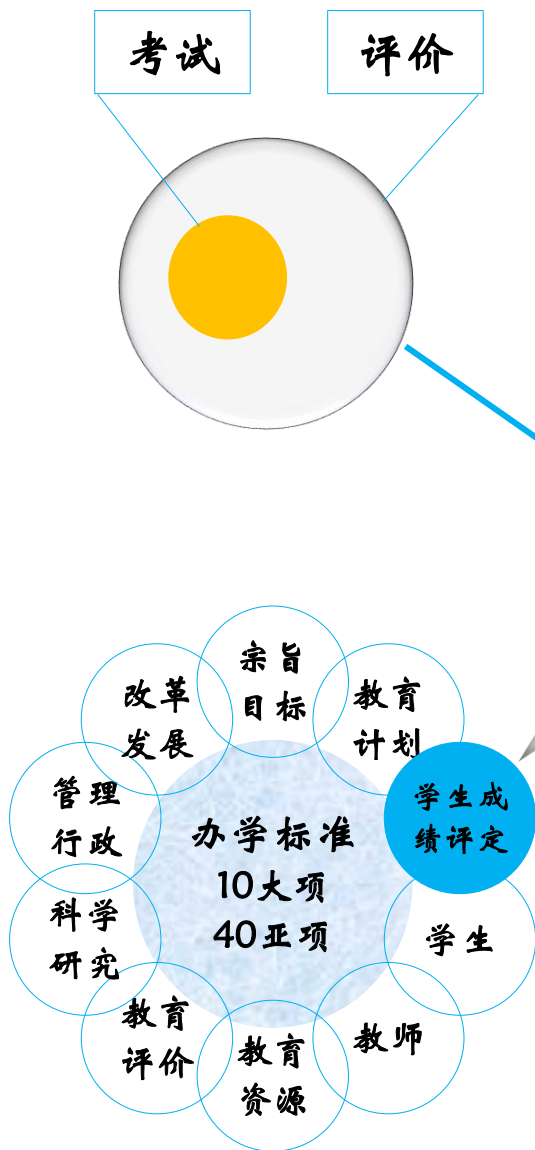 考试
评价
宗旨
目标
教育
计划
学生成
绩评定
学生
教师
教育
资源
教育
评价
科学
研究
管理
行政
改革
发展
办学标准
10大项
40亚项